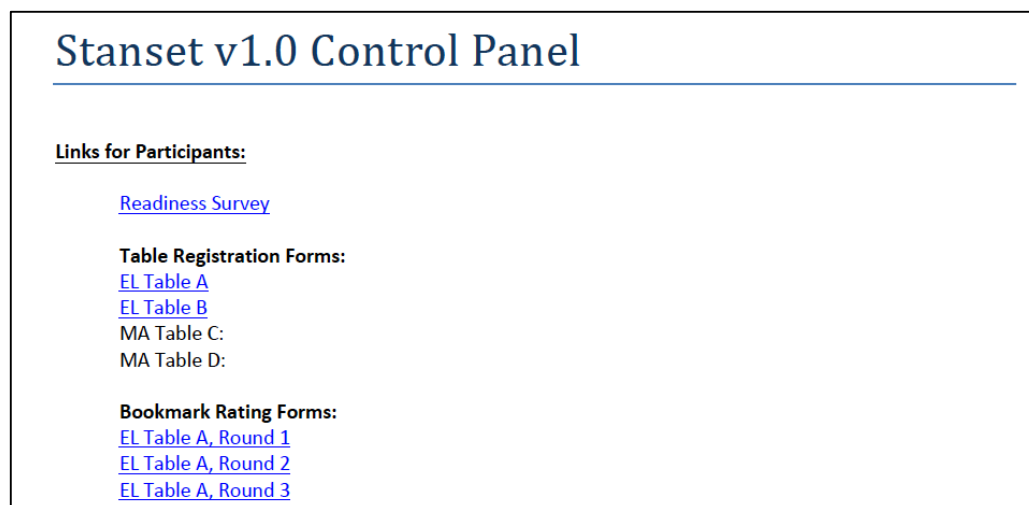 Stanset v1.0 Control Panel
Links for Participants:
Readiness Survey
Table Registration Forms:
EL Table A
EL Table B
MA Table C:
MA Table D:
Bookmark Rating Forms:
EL Table A, Round 1
EL Table A, Round 2
EL Table A, Round 3